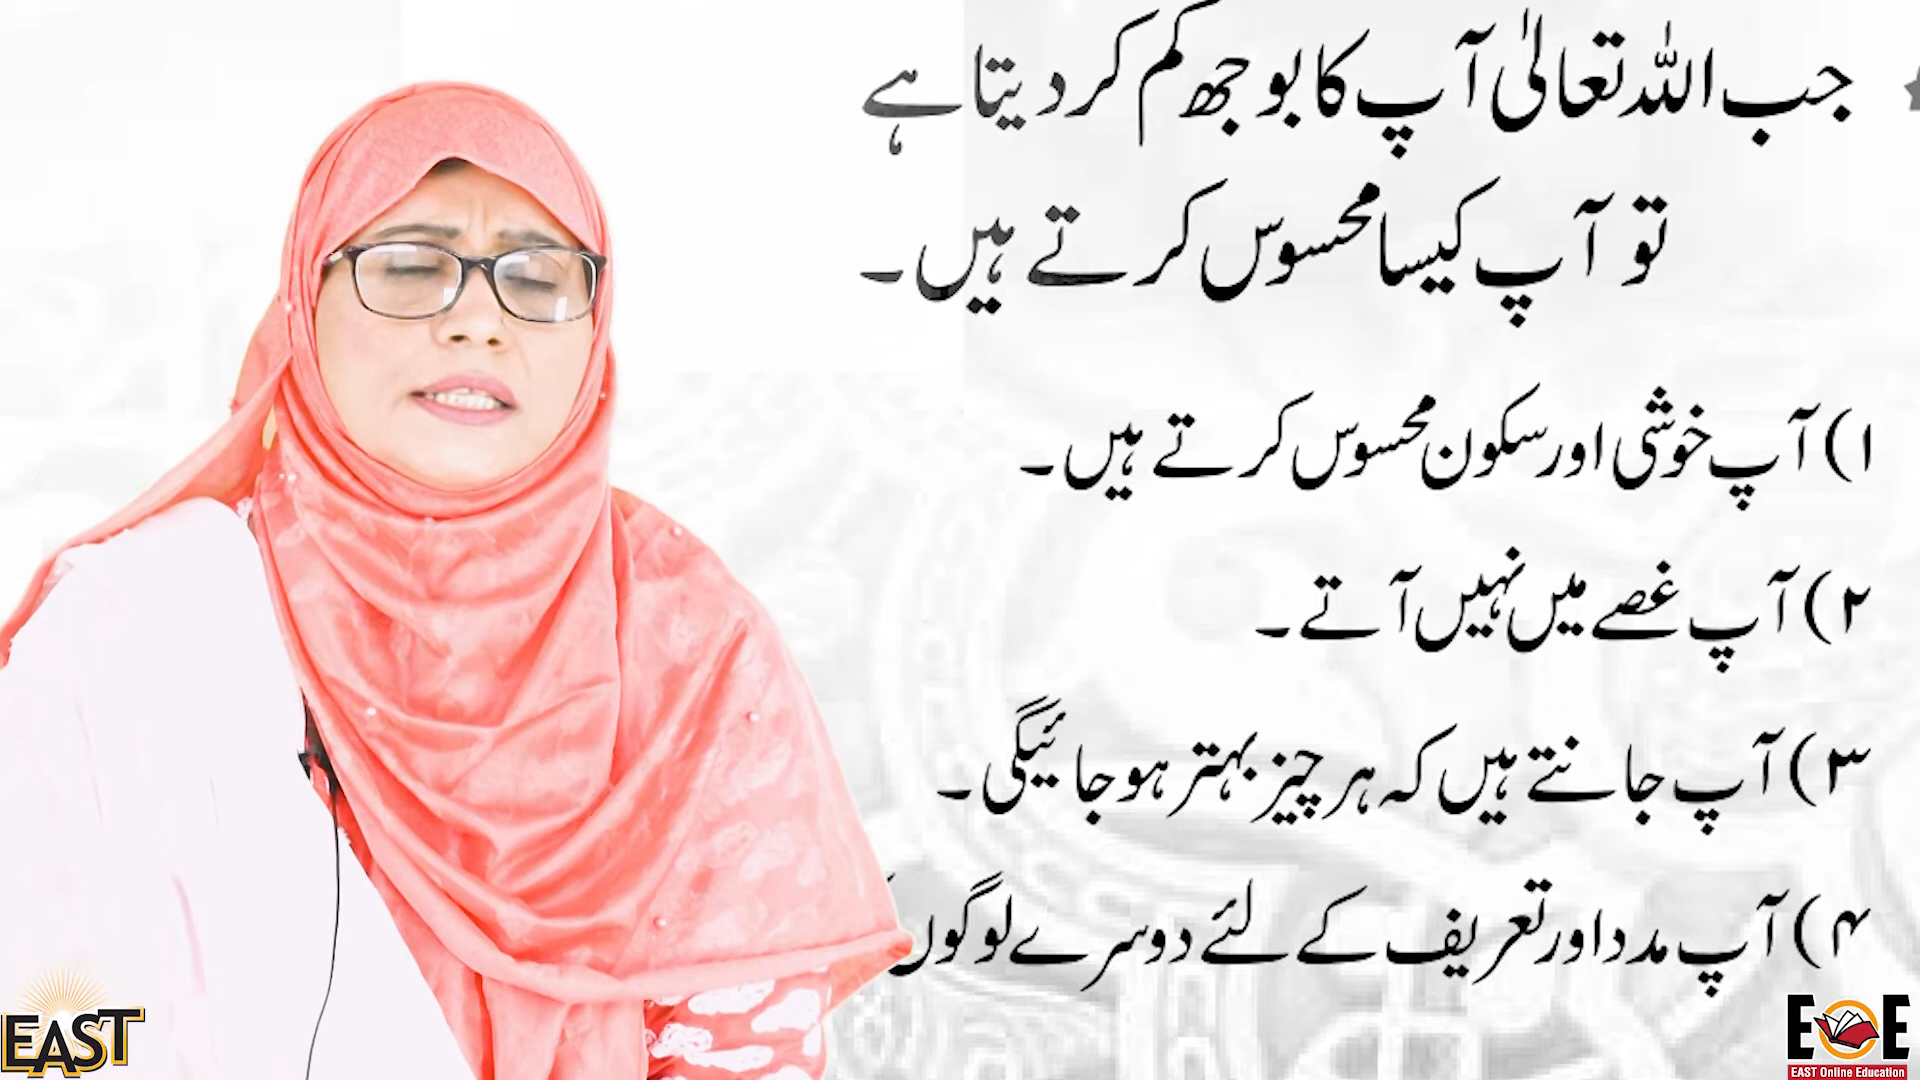 جب اللہ تعالیٰ آپ کا بوجھ کم کر دیتا ہے
تو آپ کیسا محسوس کرتے ہیں۔
۱) آپ خوشی اور سکون محسوس کرتے ہیں۔
۲) آپ غصے میں نہیں آتے۔
۳) آپ جانتے ہیں کہ ہر چیز بہتر ہو جائیگی۔
۴) آپ مدد اور تعریف کے لئے دوسرے لوگوں
EAST
EOE
EAST Online Education